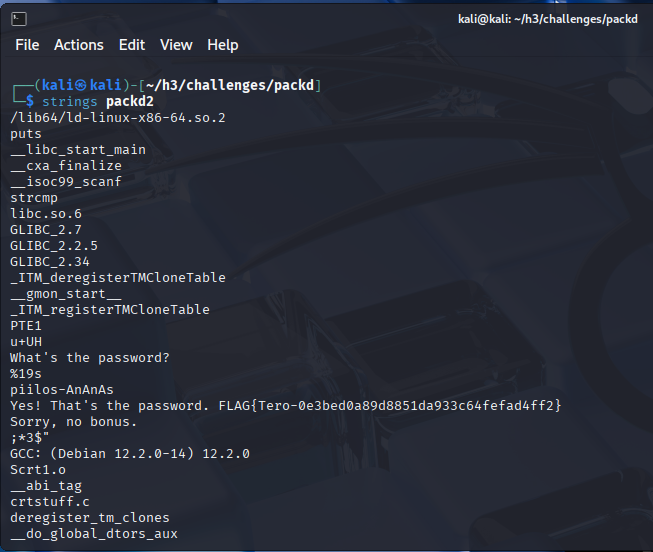 kali@kali: ~/h3/challenges/packd
File Actions Edit View Help
┌──(kali㉿kali)-[~/h3/challenges/packd]
└─$ strings packd2
/lib64/ld-linux-x86-64.so.2
puts
__libc_start_main
__cxa_finalize
__isoc99_scanf
strcmp
libc.so.6
GLIBC_2.7
GLIBC_2.2.5
GLIBC_2.34
_ITM_deregisterTMCloneTable
__gmon_start__
_ITM_registerTMCloneTable
PTE1
u+UH
What's the password?
%19s
piilos-AnAnAs
Yes! That's the password. FLAG{Tero-0e3bed0a89d8851da933c64fefad4ff2}
Sorry, no bonus.
;*3$"
GCC: (Debian 12.2.0-14) 12.2.0
Scrt1.o
__abi_tag
crtstuff.c
deregister_tm_clones
__do_global_dtors_aux